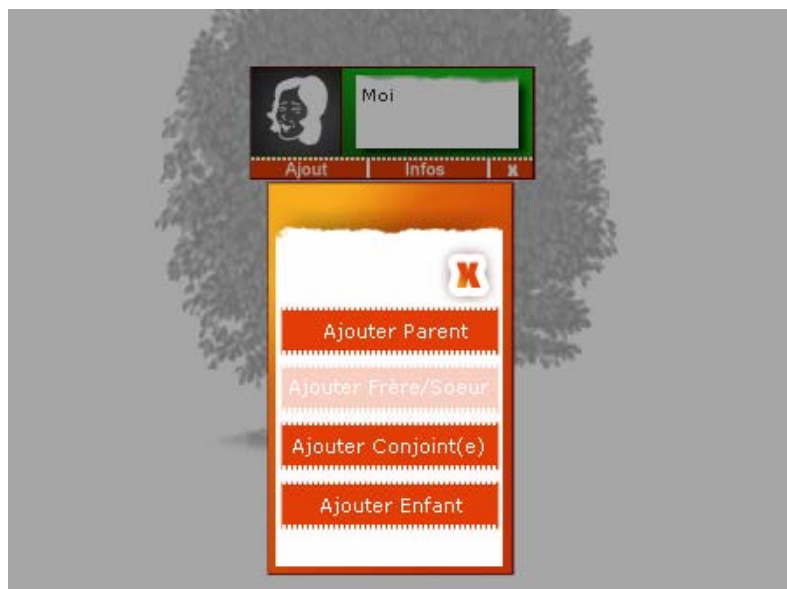 Moi
Ajout Infos x
X
Ajouter Parent
Ajouter Frère/Soeur
Ajouter Conjoint(e)
Ajouter Enfant